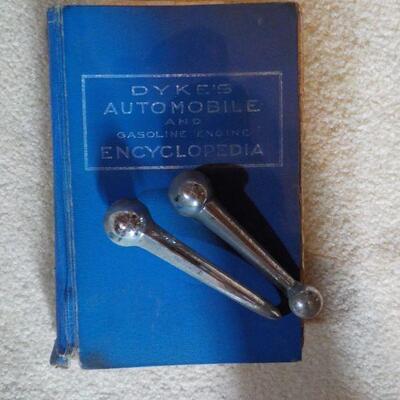 DYKE'S
AUTOMOBILE
AND
GASOLINE ENGINE
ENCYCLOPEDIA